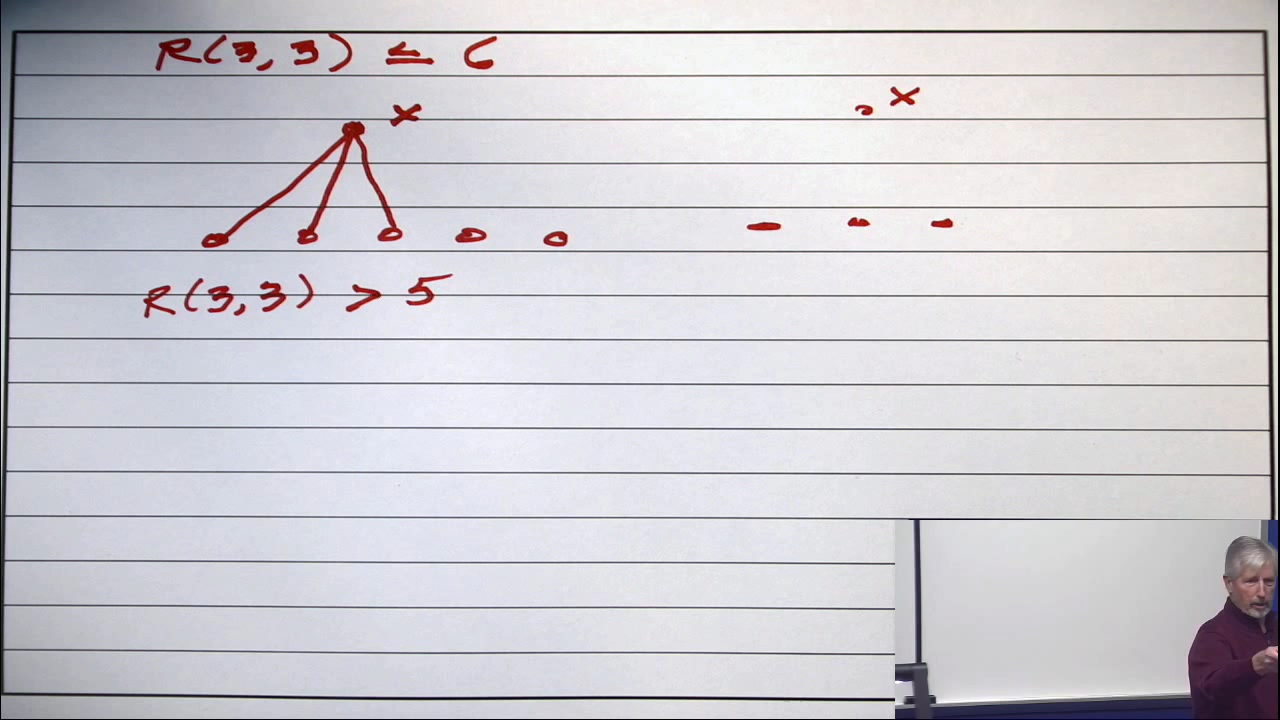 R(3, 3) ≤ 6
x
x
R(3, 3) > 5